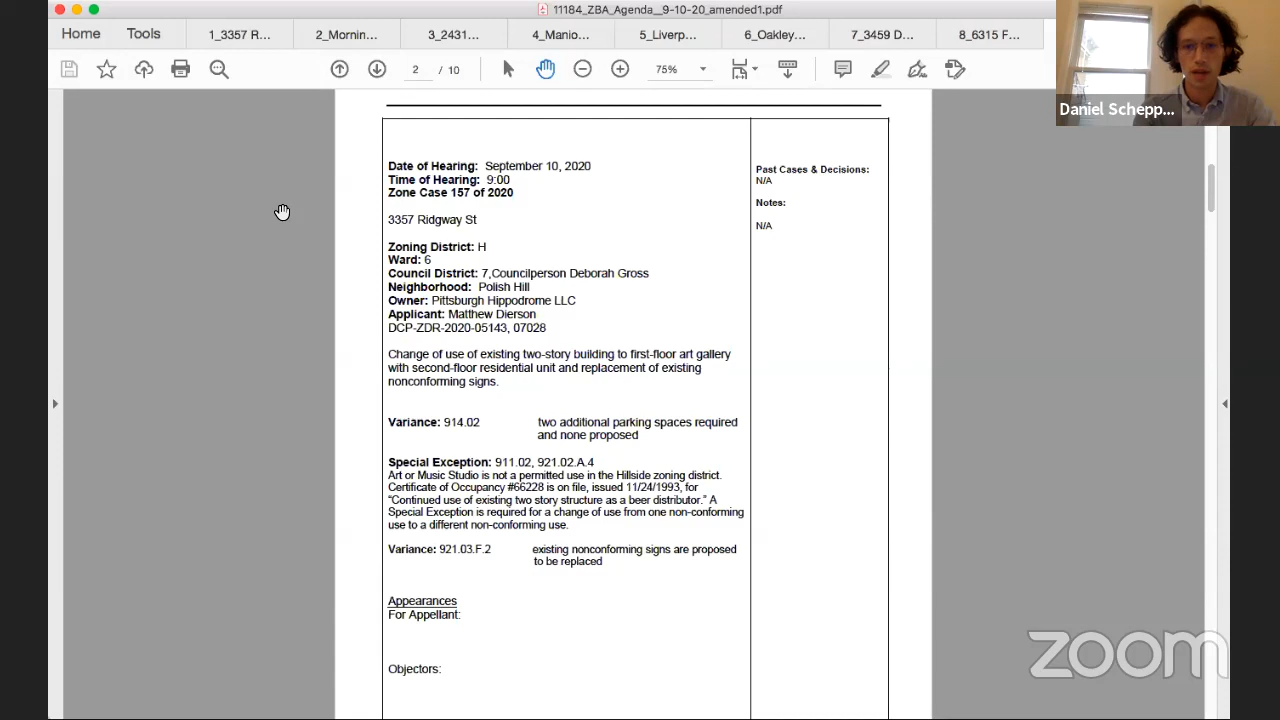 11184_ZBA_Agenda__9-10-20_amended1.pdf
Home Tools 1_3357 R... 2_Mornin... 3_2431... 4_Manio... 5_Liverp... 6_Oakley... 7_3459 D... 8_6315 F...
2 / 10 75%
Daniel Schepp...
Date of Hearing: September 10, 2020
Time of Hearing: 9:00
Zone Case 157 of 2020
3357 Ridgway St
Zoning District: H
Ward: 6
Council District: 7,Councilperson Deborah Gross
Neighborhood: Polish Hill
Owner: Pittsburgh Hippodrome LLC
Applicant: Matthew Dierson
DCP-ZDR-2020-05143, 07028
Change of use of existing two-story building to first-floor art gallery
with second-floor residential unit and replacement of existing
nonconforming signs.
Variance: 914.02 two additional parking spaces required
and none proposed
Special Exception: 911.02, 921.02.A.4
Art or Music Studio is not a permitted use in the Hillside zoning district.
Certificate of Occupancy #66228 is on file, issued 11/24/1993, for
“Continued use of existing two story structure as a beer distributor.” A
Special Exception is required for a change of use from one non-conforming
use to a different non-conforming use.
Variance: 921.03.F.2 existing nonconforming signs are proposed
to be replaced
Appearances
For Appellant:
Objectors:
Past Cases & Decisions:
N/A
Notes:
N/A
zoom